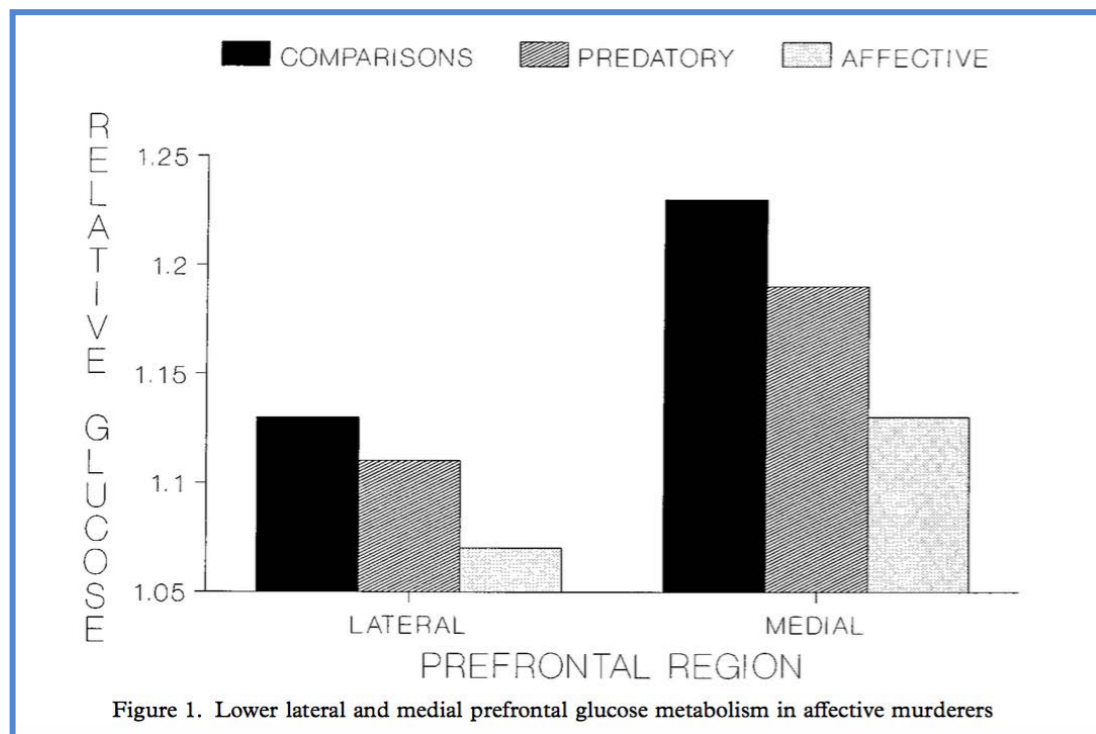 COMPARISONS PREDATORY AFFECTIVE
RELATIVE GLUCOSE
1.25
1.2
1.15
1.1
1.05
LATERAL MEDIAL
PREFRONTAL REGION
Figure 1. Lower lateral and medial prefrontal glucose metabolism in affective murderers